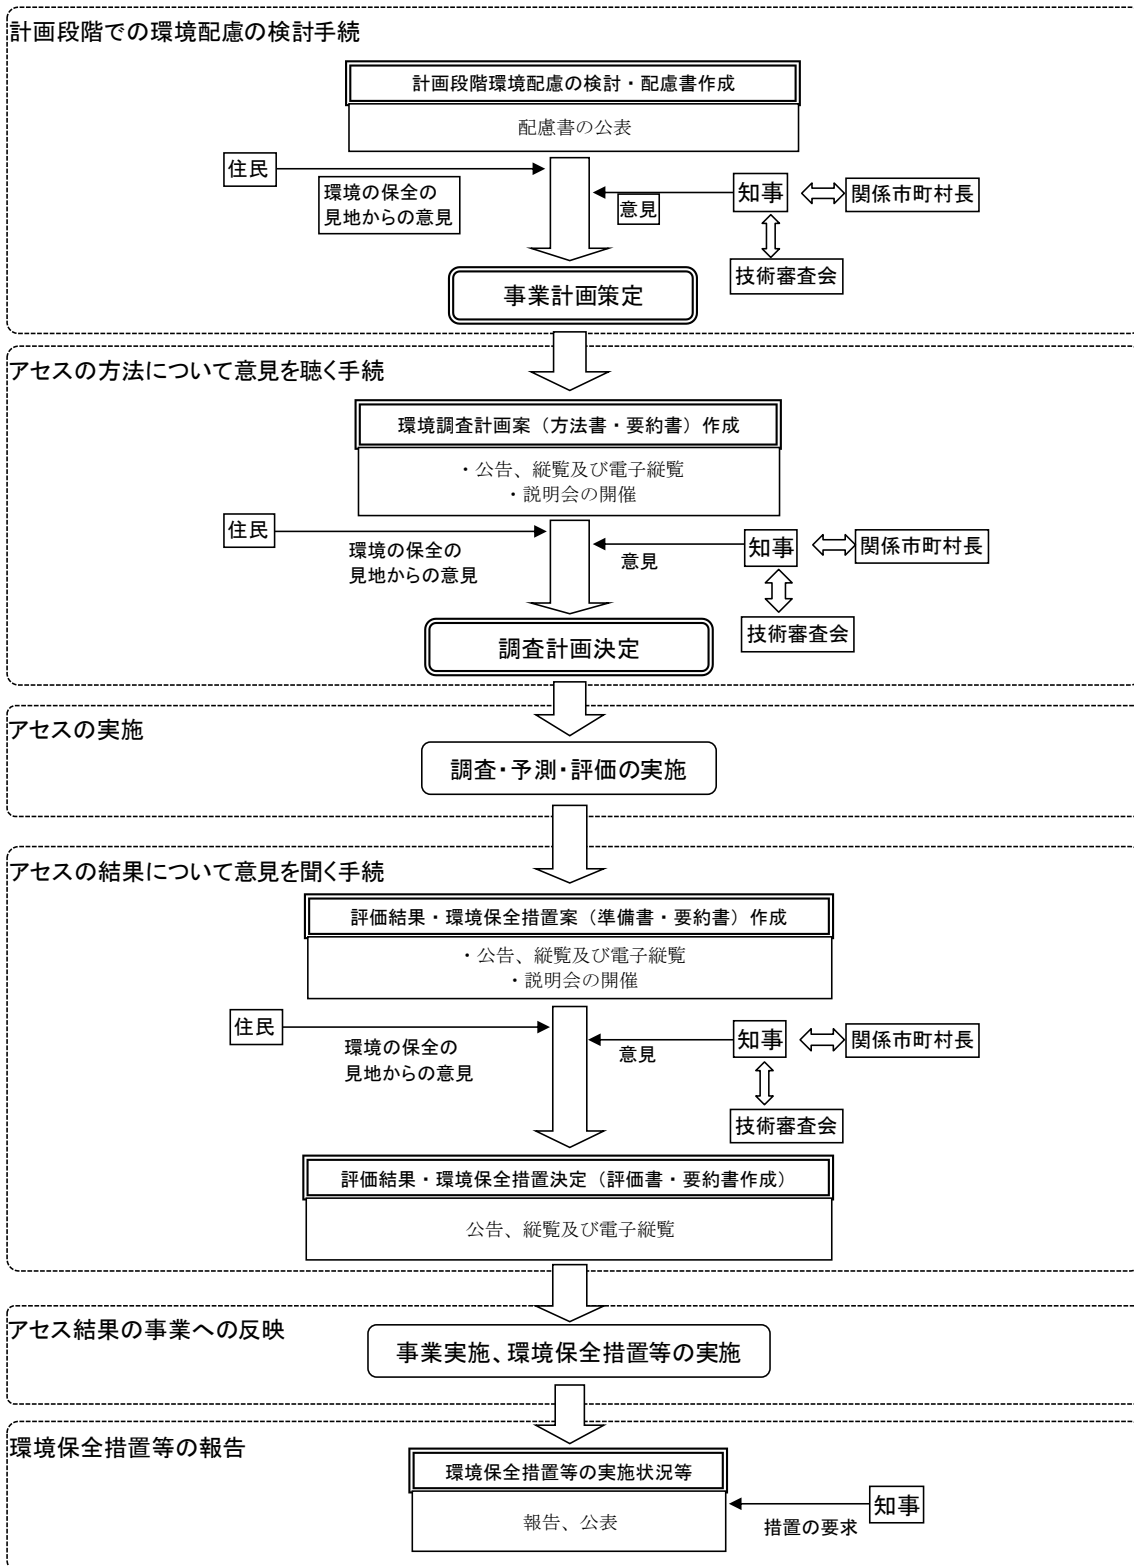 計画段階での環境配慮の検討手続
計画段階環境配慮の検討・配慮書作成
配慮書の公表
住民
環境の保全の
見地からの意見
意見
知事
関係市町村長
技術審査会
事業計画策定
アセスの方法について意見を聴く手続
環境調査計画案（方法書・要約書）作成
・公告、縦覧及び電子縦覧
・説明会の開催
住民
環境の保全の
見地からの意見
意見
知事
関係市町村長
技術審査会
調査計画決定
アセスの実施
調査・予測・評価の実施
アセスの結果について意見を聞く手続
評価結果・環境保全措置案（準備書・要約書）作成
・公告、縦覧及び電子縦覧
・説明会の開催
住民
環境の保全の
見地からの意見
意見
知事
関係市町村長
技術審査会
評価結果・環境保全措置決定（評価書・要約書作成）
公告、縦覧及び電子縦覧
アセス結果の事業への反映
事業実施、環境保全措置等の実施
環境保全措置等の報告
環境保全措置等の実施状況等
報告、公表
措置の要求
知事